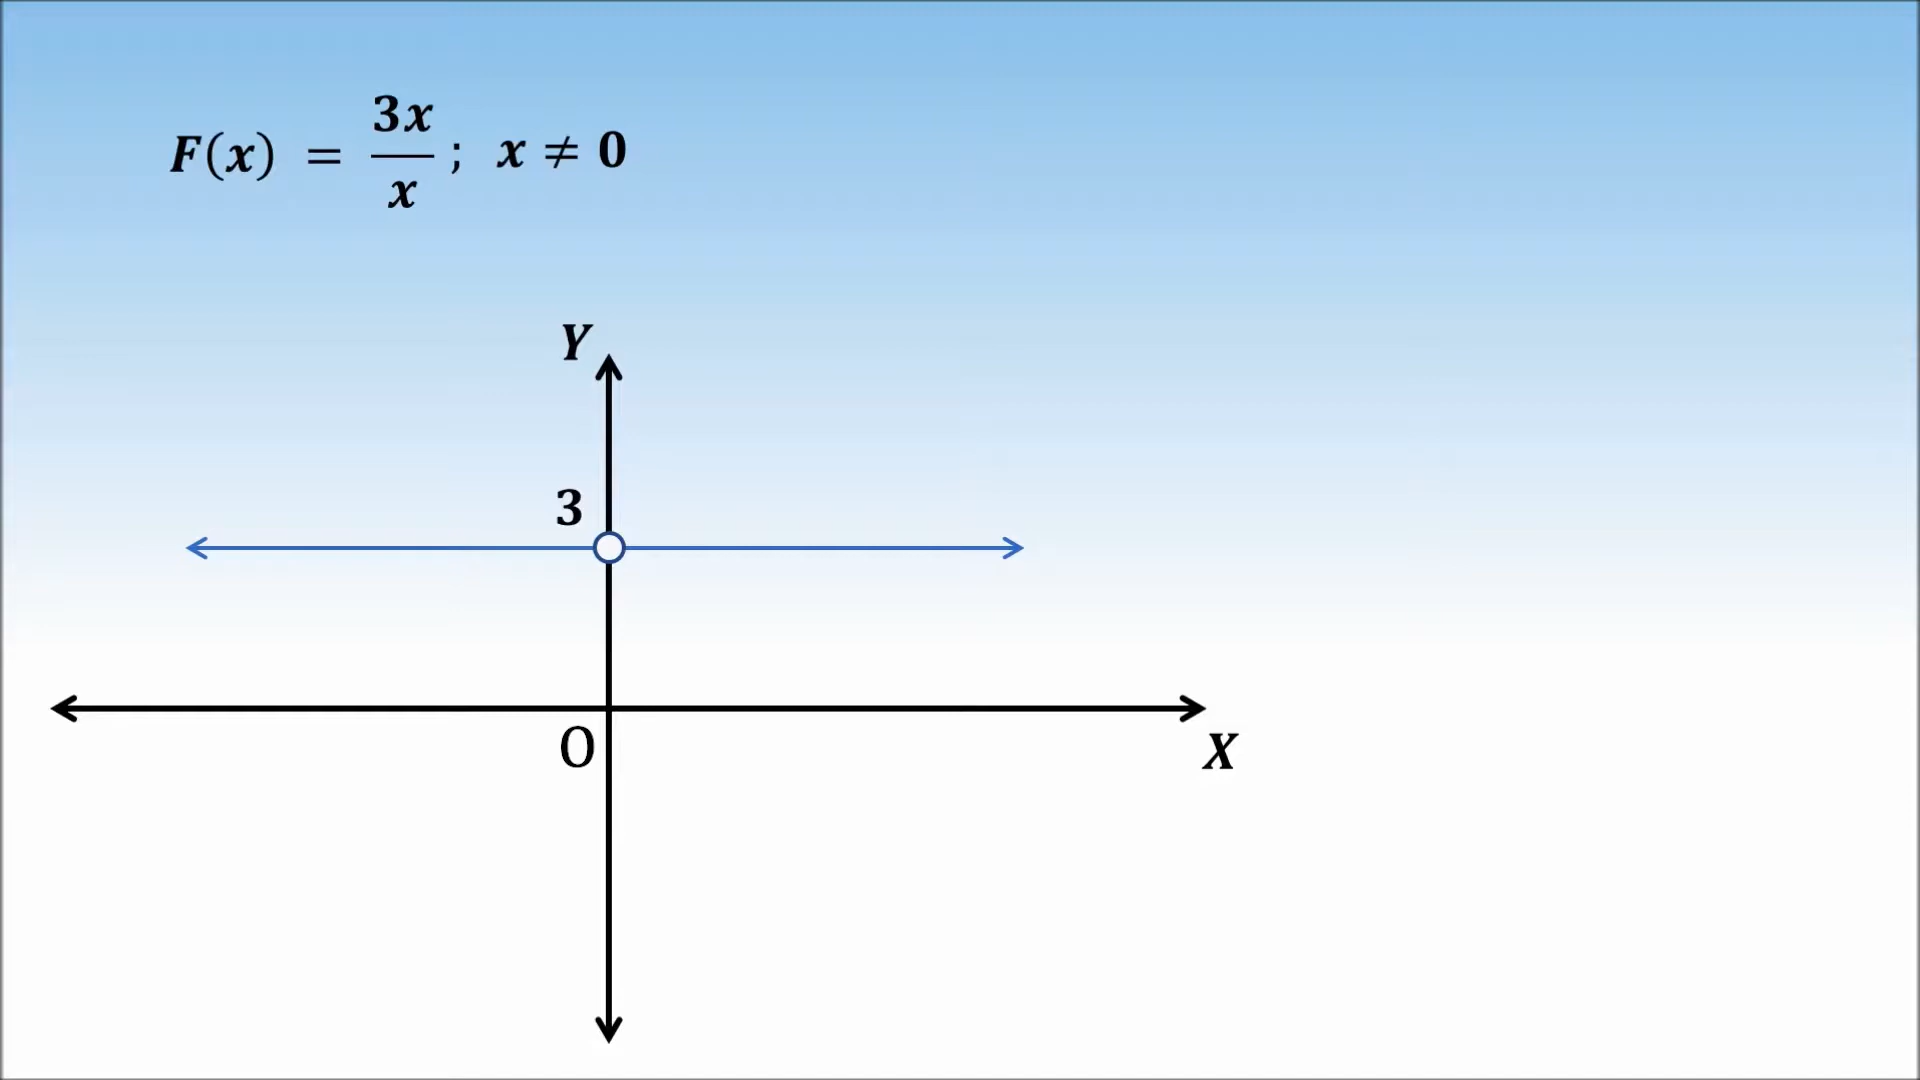 F(x) = 3x/x ; x ≠ 0
Y
3
O
X